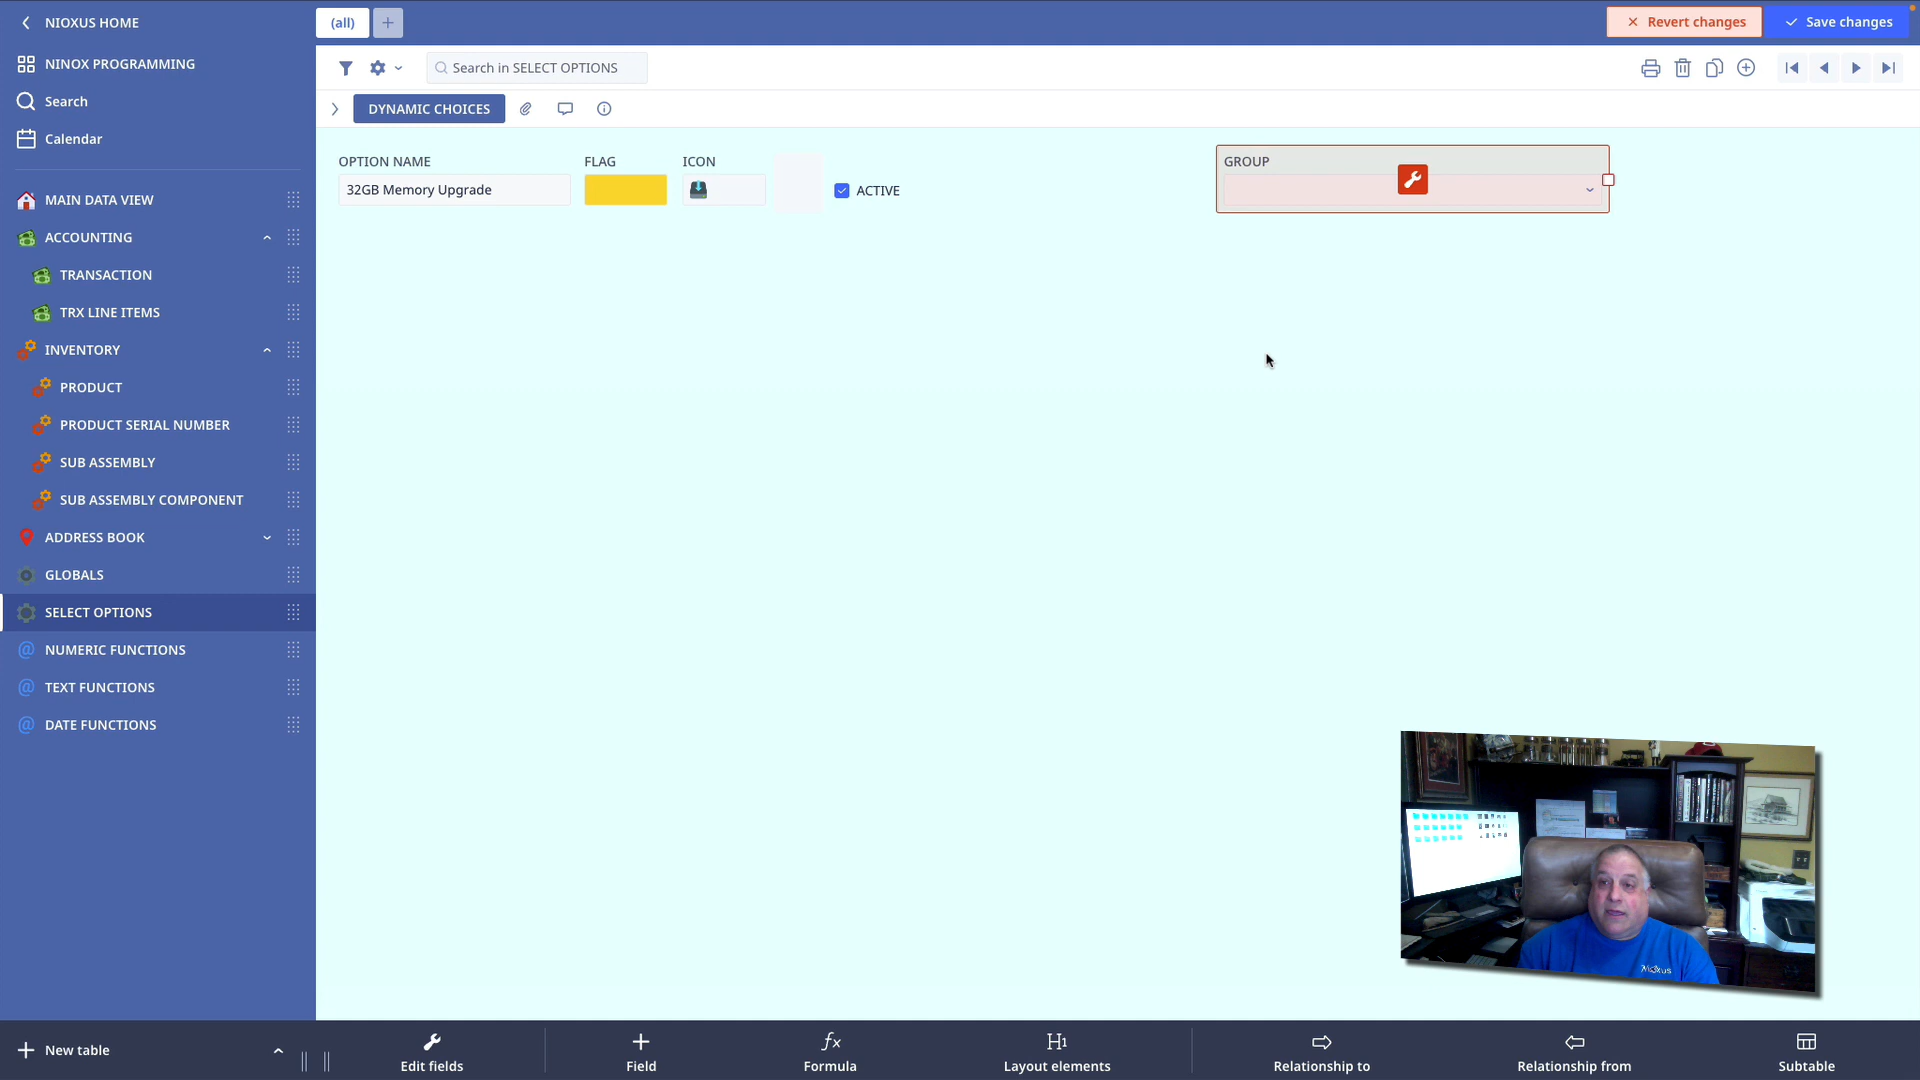 NIOXUS HOME
(all)
Revert changes
Save changes
NINOX PROGRAMMING
Search in SELECT OPTIONS
Search
DYNAMIC CHOICES
Calendar
OPTION NAME
FLAG
ICON
GROUP
32GB Memory Upgrade
ACTIVE
MAIN DATA VIEW
ACCOUNTING
TRANSACTION
TRX LINE ITEMS
INVENTORY
PRODUCT
PRODUCT SERIAL NUMBER
SUB ASSEMBLY
SUB ASSEMBLY COMPONENT
ADDRESS BOOK
GLOBALS
SELECT OPTIONS
@ NUMERIC FUNCTIONS
@ TEXT FUNCTIONS
@ DATE FUNCTIONS
Nioxus
New table
Edit fields
Field
fx
Formula
H1
Layout elements
Relationship to
Relationship from
Subtable